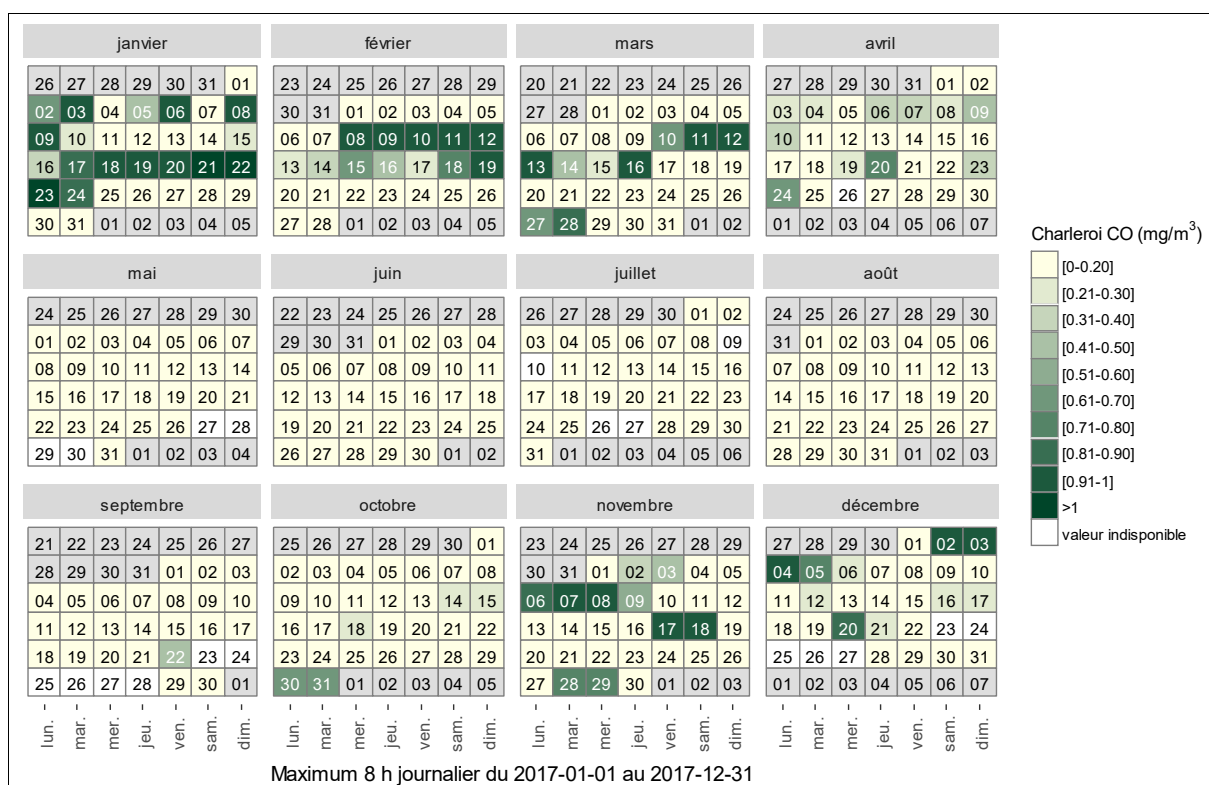 janvier février mars avril
26 27 28 29 30 31 01 23 24 25 26 27 28 29 20 21 22 23 24 25 26 27 28 29 30 31 01 02
02 03 04 05 06 07 08 30 31 01 02 03 04 05 27 28 01 02 03 04 05 03 04 05 06 07 08 09
09 10 11 12 13 14 15 06 07 08 09 10 11 12 06 07 08 09 10 11 12 10 11 12 13 14 15 16
16 17 18 19 20 21 22 13 14 15 16 17 18 19 13 14 15 16 17 18 19 17 18 19 20 21 22 23
23 24 25 26 27 28 29 20 21 22 23 24 25 26 20 21 22 23 24 25 26 24 25 26 27 28 29 30
30 31 01 02 03 04 05 27 28 01 02 03 04 05 27 28 29 30 31 01 02 01 02 03 04 05 06 07
mai juin juillet août
24 25 26 27 28 29 30 22 23 24 25 26 27 28 26 27 28 29 30 01 02 24 25 26 27 28 29 30
01 02 03 04 05 06 07 29 30 31 01 02 03 04 03 04 05 06 07 08 09 31 01 02 03 04 05 06
08 09 10 11 12 13 14 05 06 07 08 09 10 11 10 11 12 13 14 15 16 07 08 09 10 11 12 13
15 16 17 18 19 20 21 12 13 14 15 16 17 18 17 18 19 20 21 22 23 14 15 16 17 18 19 20
22 23 24 25 26 27 28 19 20 21 22 23 24 25 24 25 26 27 28 29 30 21 22 23 24 25 26 27
29 30 31 01 02 03 04 26 27 28 29 30 01 02 31 01 02 03 04 05 06 28 29 30 31 01 02 03
septembre octobre novembre décembre
21 22 23 24 25 26 27 25 26 27 28 29 30 01 23 24 25 26 27 28 29 27 28 29 30 01 02 03
28 29 30 31 01 02 03 02 03 04 05 06 07 08 30 31 01 02 03 04 05 04 05 06 07 08 09 10
04 05 06 07 08 09 10 09 10 11 12 13 14 15 06 07 08 09 10 11 12 11 12 13 14 15 16 17
11 12 13 14 15 16 17 16 17 18 19 20 21 22 13 14 15 16 17 18 19 18 19 20 21 22 23 24
18 19 20 21 22 23 24 23 24 25 26 27 28 29 20 21 22 23 24 25 26 25 26 27 28 29 30 31
25 26 27 28 29 30 01 30 31 01 02 03 04 05 27 28 29 30 01 02 03 01 02 03 04 05 06 07
lun. mar. mer. jeu. ven. sam. dim. lun. mar. mer. jeu. ven. sam. dim. lun. mar. mer. jeu. ven. sam. dim. lun. mar. mer. jeu. ven. sam. dim.
Maximum 8 h journalier du 2017-01-01 au 2017-12-31
Charleroi CO (mg/m³)
[0-0.20]
[0.21-0.30]
[0.31-0.40]
[0.41-0.50]
[0.51-0.60]
[0.61-0.70]
[0.71-0.80]
[0.81-0.90]
[0.91-1]
>1
valeur indisponible